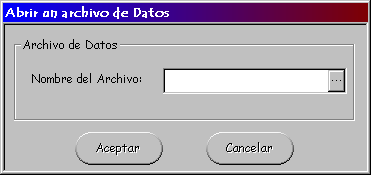 Abrir un archivo de Datos
Archivo de Datos
Nombre del Archivo: ...
Aceptar Cancelar